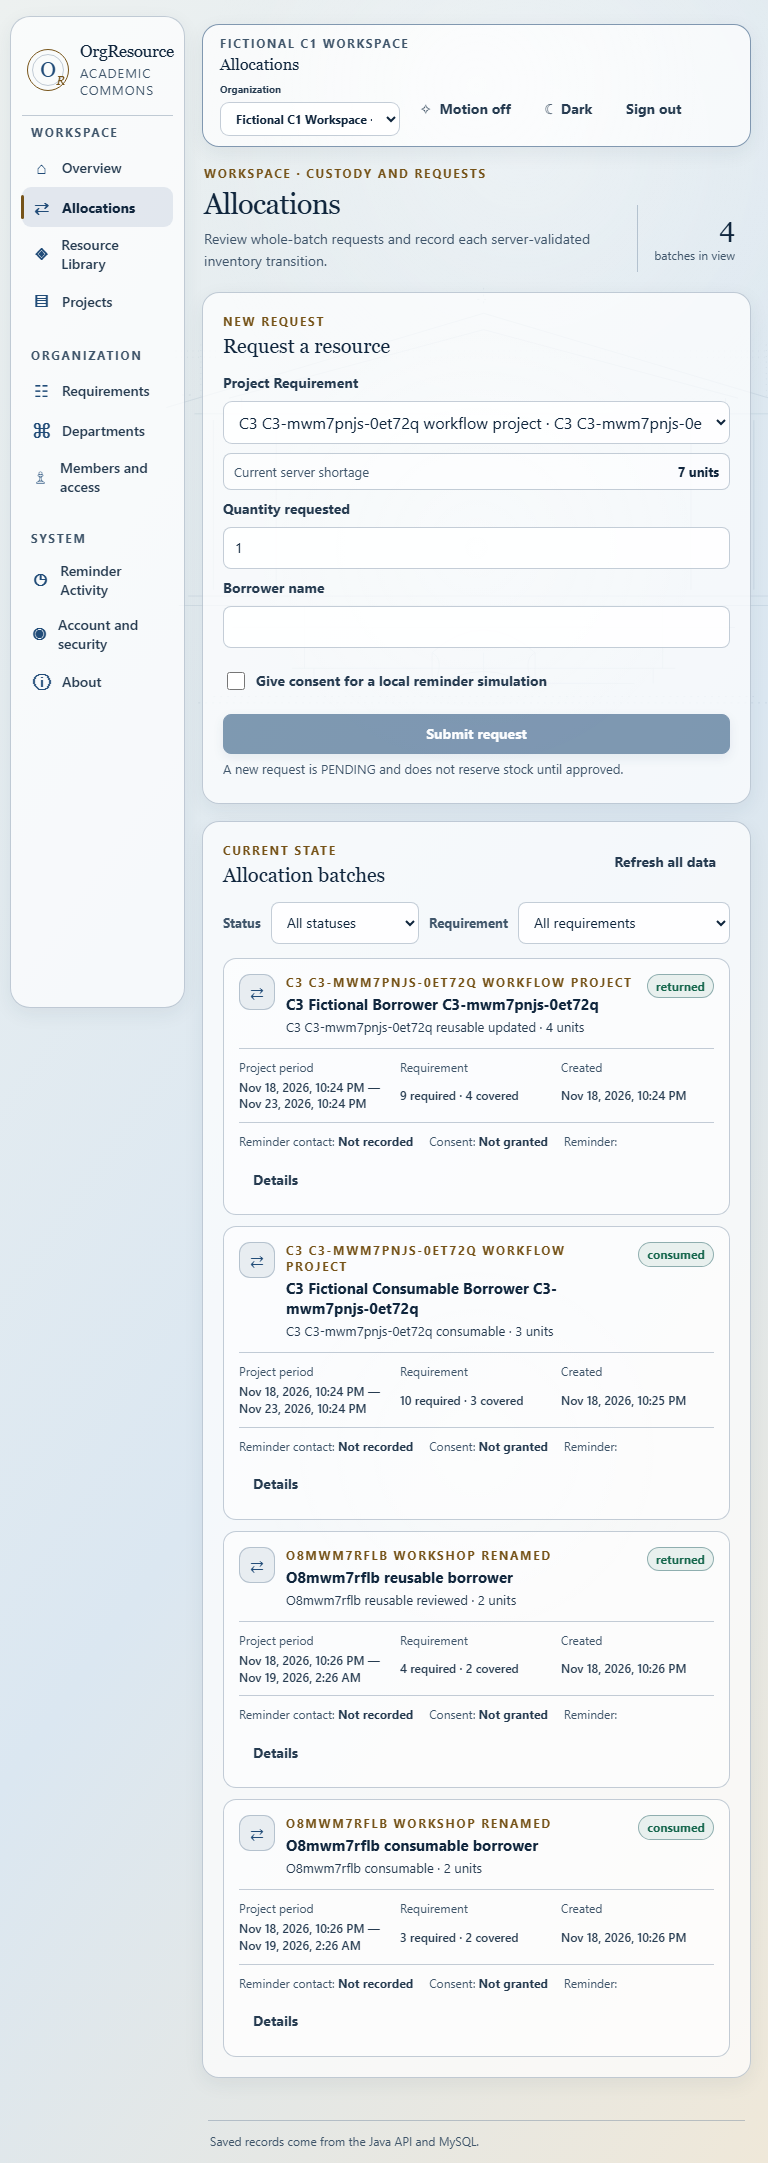 OrgResource
ACADEMIC
COMMONS
WORKSPACE
Overview
Allocations
Resource
Library
Projects
ORGANIZATION
Requirements
Departments
Members and
access
SYSTEM
Reminder
Activity
Account and
security
About
FICTIONAL C1 WORKSPACE
Allocations
Organization
Fictional C1 Workspace ·
Motion off
Dark
Sign out
WORKSPACE · CUSTODY AND REQUESTS
Allocations
Review whole-batch requests and record each server-validated
inventory transition.
4
batches in view
NEW REQUEST
Request a resource
Project Requirement
C3 C3-mwm7pnjs-0et72q workflow project · C3 C3-mwm7pnjs-0e
Current server shortage 7 units
Quantity requested
1
Borrower name
Give consent for a local reminder simulation
Submit request
A new request is PENDING and does not reserve stock until approved.
CURRENT STATE
Allocation batches
Refresh all data
Status All statuses Requirement All requirements
C3 C3-MWM7PNJS-0ET72Q WORKFLOW PROJECT returned
C3 Fictional Borrower C3-mwm7pnjs-0et72q
C3 C3-mwm7pnjs-0et72q reusable updated · 4 units
Project period Requirement Created
Nov 18, 2026, 10:24 PM —
Nov 23, 2026, 10:24 PM
9 required · 4 covered
Nov 18, 2026, 10:24 PM
Reminder contact: Not recorded Consent: Not granted Reminder:
Details
C3 C3-MWM7PNJS-0ET72Q WORKFLOW
PROJECT
consumed
C3 Fictional Consumable Borrower C3-
mwm7pnjs-0et72q
C3 C3-mwm7pnjs-0et72q consumable · 3 units
Project period Requirement Created
Nov 18, 2026, 10:24 PM —
Nov 23, 2026, 10:24 PM
10 required · 3 covered
Nov 18, 2026, 10:25 PM
Reminder contact: Not recorded Consent: Not granted Reminder:
Details
O8MWM7RFLB WORKSHOP RENAMED returned
O8mwm7rflb reusable borrower
O8mwm7rflb reusable reviewed · 2 units
Project period Requirement Created
Nov 18, 2026, 10:26 PM —
Nov 19, 2026, 2:26 AM
4 required · 2 covered
Nov 18, 2026, 10:26 PM
Reminder contact: Not recorded Consent: Not granted Reminder:
Details
O8MWM7RFLB WORKSHOP RENAMED consumed
O8mwm7rflb consumable borrower
O8mwm7rflb consumable · 2 units
Project period Requirement Created
Nov 18, 2026, 10:26 PM —
Nov 19, 2026, 2:26 AM
3 required · 2 covered
Nov 18, 2026, 10:26 PM
Reminder contact: Not recorded Consent: Not granted Reminder:
Details
Saved records come from the Java API and MySQL.